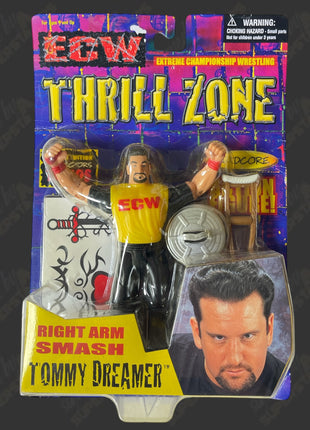 WARNING:
CHOKING HAZARD - Small parts
Not for children under 3 years
ECW
EXTREME CHAMPIONSHIP WRESTLING
THRILL ZONE
ECW
RIGHT ARM
SMASH
TOMMY DREAMER™